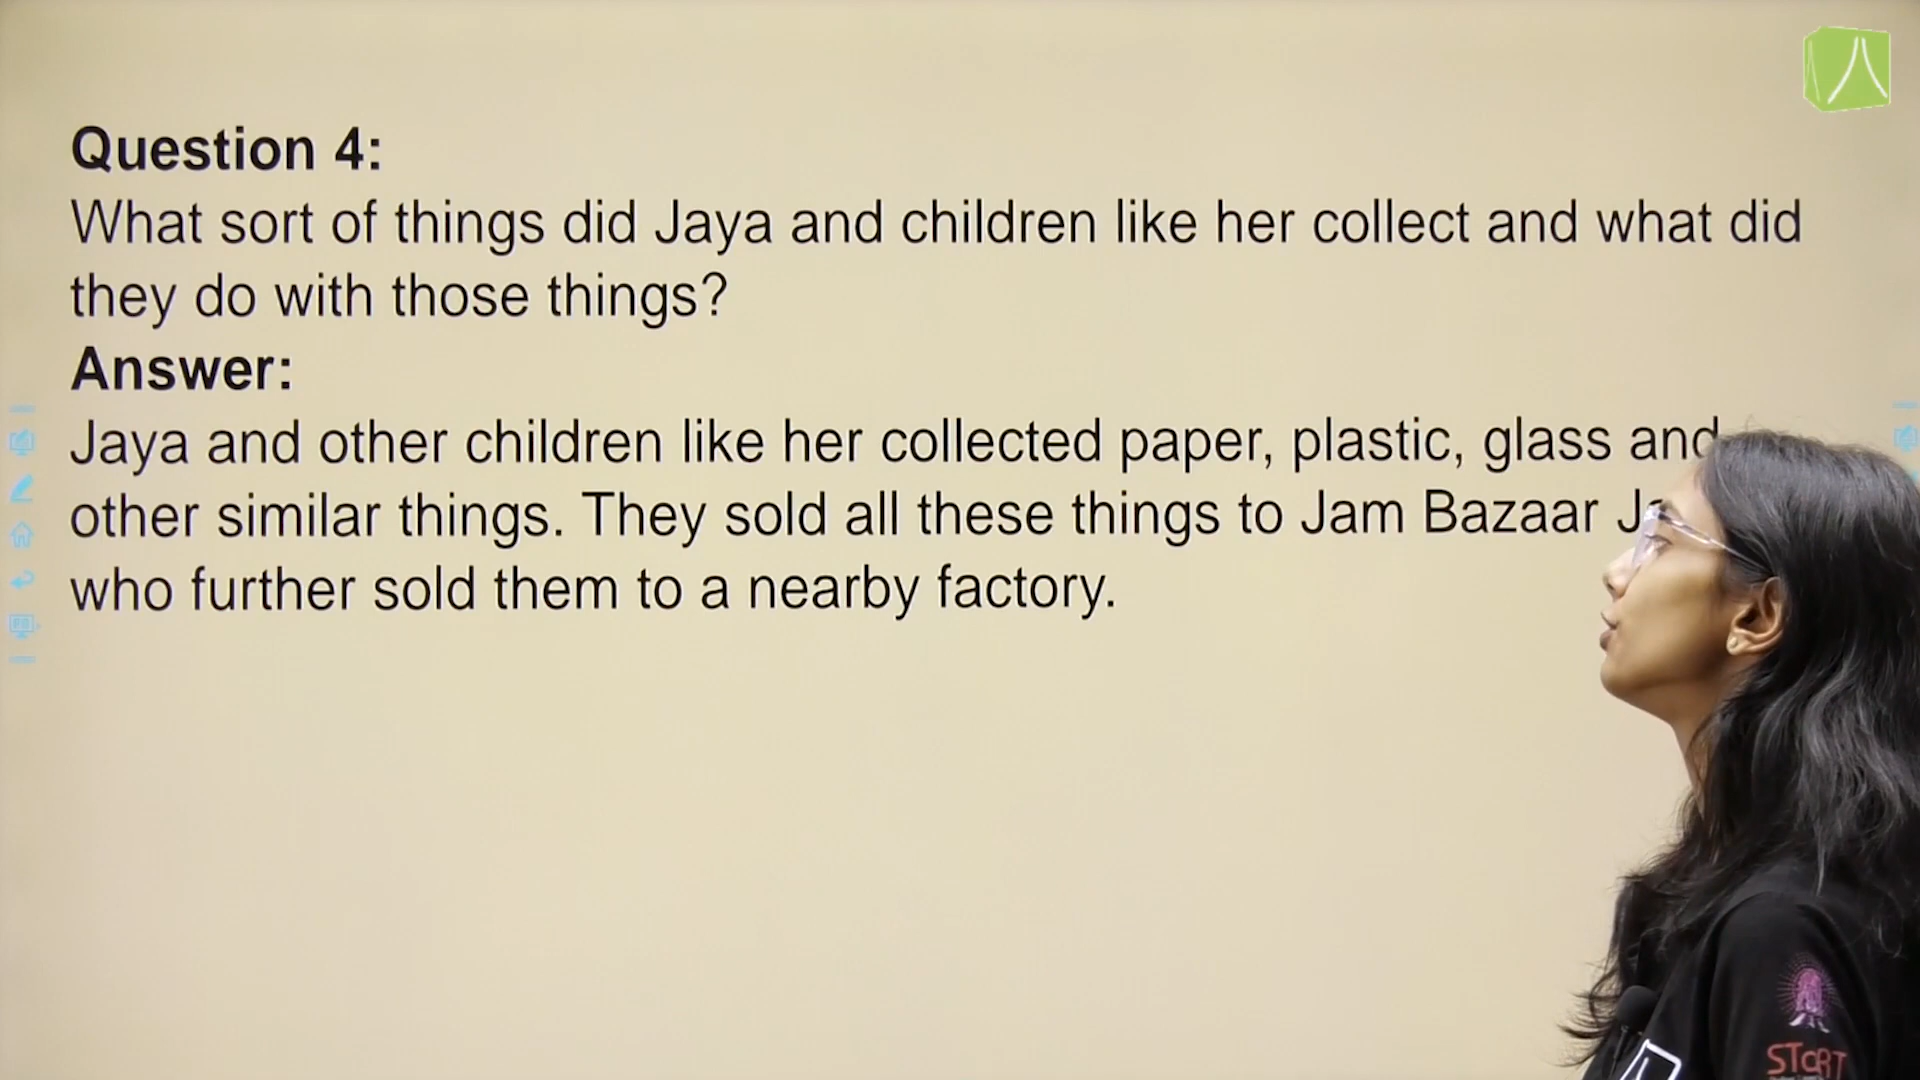 Question 4:
What sort of things did Jaya and children like her collect and what did
they do with those things?
Answer:
Jaya and other children like her collected paper, plastic, glass and
other similar things. They sold all these things to Jam Bazaar
who further sold them to a nearby factory.
START